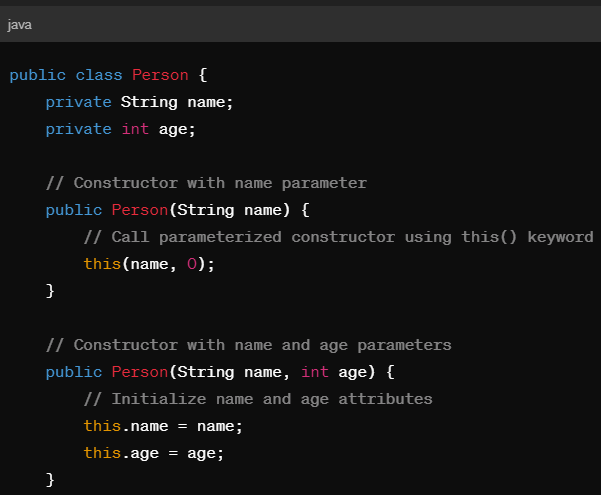 java
public class Person {
    private String name;
    private int age;

    // Constructor with name parameter
    public Person(String name) {
        // Call parameterized constructor using this() keyword
        this(name, 0);
    }

    // Constructor with name and age parameters
    public Person(String name, int age) {
        // Initialize name and age attributes
        this.name = name;
        this.age = age;
    }